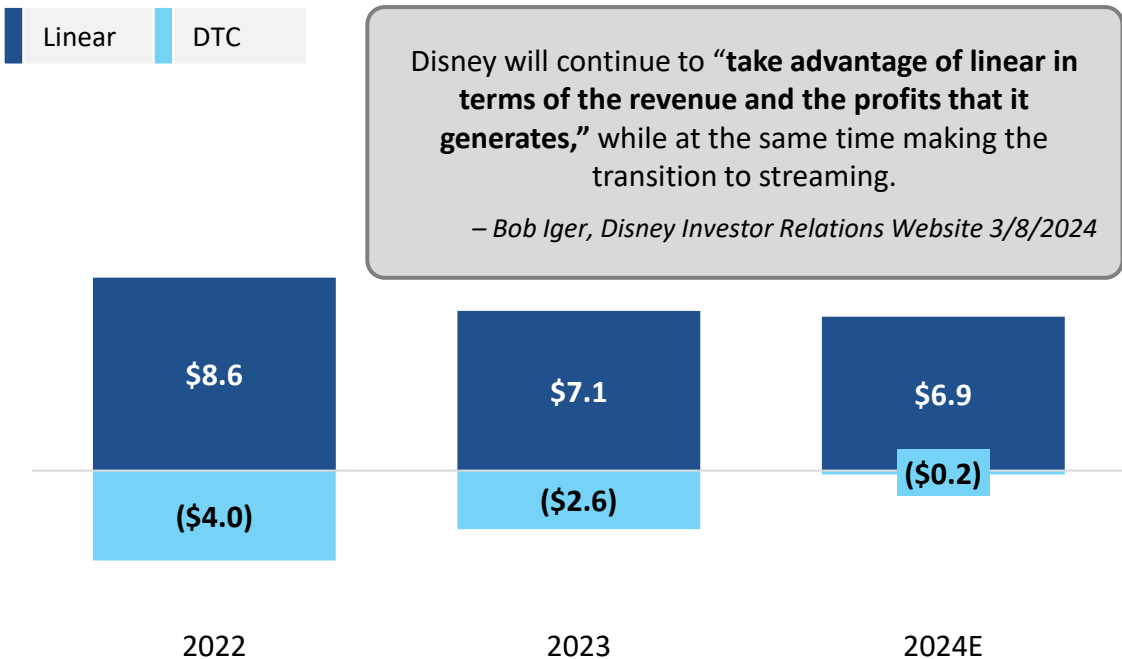 Linear
DTC
Disney will continue to “take advantage of linear in
terms of the revenue and the profits that it
generates,” while at the same time making the
transition to streaming.
– Bob Iger, Disney Investor Relations Website 3/8/2024
$8.6
$7.1
$6.9
($4.0)
($2.6)
($0.2)
2022
2023
2024E